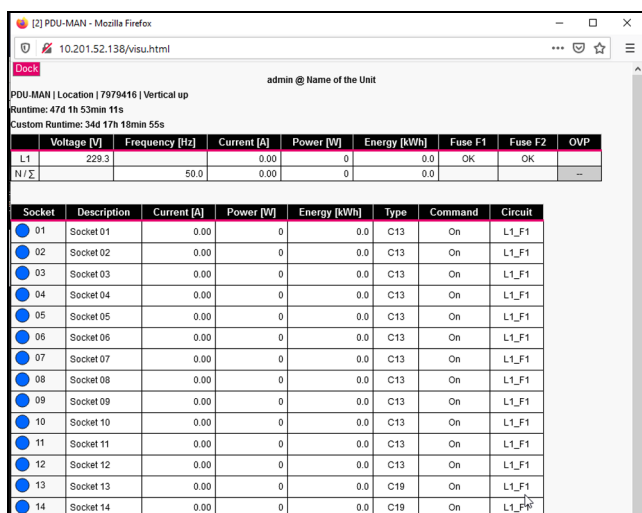 [2] PDU-MAN - Mozilla Firefox
10.201.52.138/visu.html
Dock
admin @ Name of the Unit
PDU-MAN | Location | 7979416 | Vertical up
Runtime: 47d 1h 53min 11s
Custom Runtime: 34d 17h 18min 55s
Voltage [V] Frequency [Hz] Current [A] Power [W] Energy [kWh] Fuse F1 Fuse F2 OVP
L1 229.3 0.00 0 0.0 OK OK
N / Σ 50.0 0.00 0 0.0 --
Socket Description Current [A] Power [W] Energy [kWh] Type Command Circuit
01 Socket 01 0.00 0 0.0 C13 On L1_F1
02 Socket 02 0.00 0 0.0 C13 On L1_F1
03 Socket 03 0.00 0 0.0 C13 On L1_F1
04 Socket 04 0.00 0 0.0 C13 On L1_F1
05 Socket 05 0.00 0 0.0 C13 On L1_F1
06 Socket 06 0.00 0 0.0 C13 On L1_F1
07 Socket 07 0.00 0 0.0 C13 On L1_F1
08 Socket 08 0.00 0 0.0 C13 On L1_F1
09 Socket 09 0.00 0 0.0 C13 On L1_F1
10 Socket 10 0.00 0 0.0 C13 On L1_F1
11 Socket 11 0.00 0 0.0 C13 On L1_F1
12 Socket 12 0.00 0 0.0 C13 On L1_F1
13 Socket 13 0.00 0 0.0 C19 On L1_F1
14 Socket 14 0.00 0 0.0 C19 On L1_F1